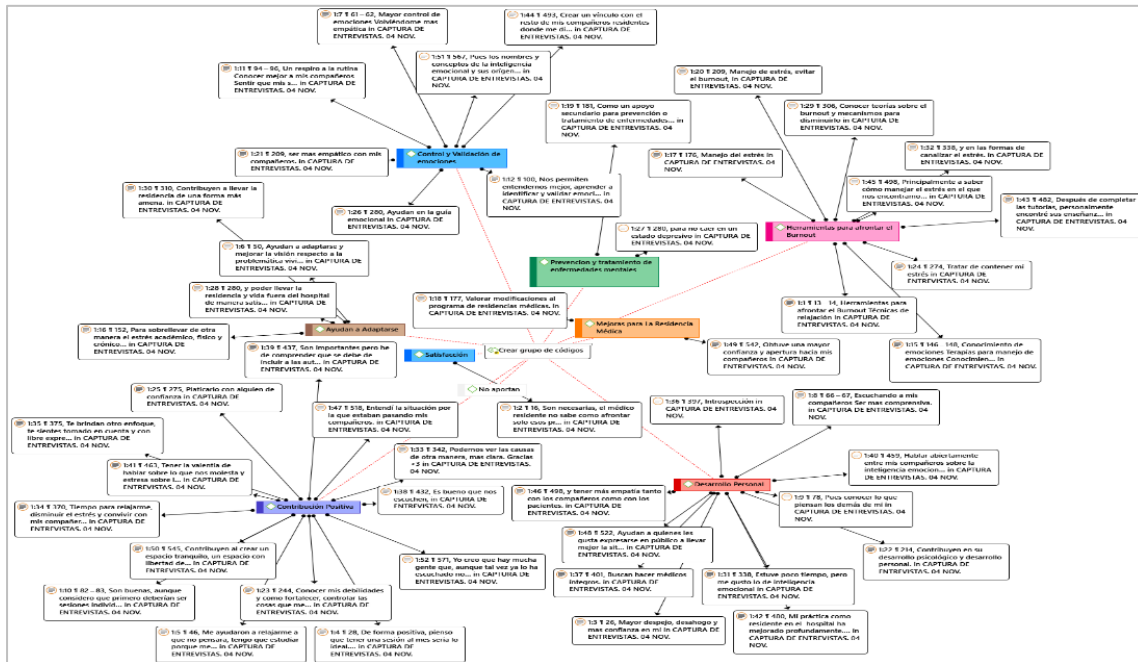 1:7 ¶ 61 – 62, Mayor control de
emociones Volviéndome mas
empatica in CAPTURA DE
ENTREVISTAS. 04 NOV.
1:44 ¶ 493, Crear un vínculo con el
resto de mis compañeros residentes
donde me di... in CAPTURA DE
ENTREVISTAS. 04 NOV.
1:11 ¶ 94 – 96, Un respiro a la rutina
Conocer mejor a mis compañeros
Sentir que mis s... in CAPTURA DE
ENTREVISTAS. 04 NOV.
1:51 ¶ 567, Pues los nombres y
conceptos de la inteligencia
emocional y sus orígen...
in CAPTURA DE ENTREVISTAS. 04
NOV.
1:20 ¶ 209, Manejo de estrés, evitar
el burnout, in CAPTURA DE
ENTREVISTAS. 04 NOV.
1:19 ¶ 181, Como un apoyo
secundario para prevención o
tratamiento de enfermedades...
in CAPTURA DE ENTREVISTAS. 04
NOV.
1:29 ¶ 306, Conocer teorías sobre el
burnout y mecanismos para
disminuirlo in CAPTURA DE
ENTREVISTAS. 04 NOV.
1:32 ¶ 338, y en las formas de
canalizar el estrés. in CAPTURA DE
ENTREVISTAS. 04 NOV.
1:21 ¶ 209, ser mas empático con mis
compañeros. in CAPTURA DE
ENTREVISTAS. 04 NOV.
Control y Validación de
emociones
1:17 ¶ 176, Manejo del estrés in
CAPTURA DE ENTREVISTAS. 04
NOV.
1:45 ¶ 498, Principalmente a saber
cómo manejar el estrés en el que
nos encontramo... in CAPTURA DE
ENTREVISTAS. 04 NOV.
1:12 ¶ 100, Nos permiten
entendernos mejor, aprender a
identificar y validar emoci... in
CAPTURA DE ENTREVISTAS. 04
NOV.
1:30 ¶ 310, Contribuyen a llevar la
residencia de una forma más
amena. in CAPTURA DE
ENTREVISTAS. 04 NOV.
1:26 ¶ 280, Ayudan en la guía
emocional in CAPTURA DE
ENTREVISTAS. 04 NOV.
1:43 ¶ 482, Después de completar
las tutorías, personalmente
encontró sus enseñanz... in
CAPTURA DE ENTREVISTAS. 04
NOV.
1:27 ¶ 280, para no caer en un
estado depresivo in CAPTURA DE
ENTREVISTAS. 04 NOV.
Herramientas para afrontar el
Burnout
1:6 ¶ 50, Ayudan a adaptarse y
mejorar la visión respecto a la
problemática vivi... in CAPTURA DE
ENTREVISTAS. 04 NOV.
Prevencion y tratamiento de
enfermedades mentales
1:24 ¶ 274, Tratar de contener mi
estrés in CAPTURA DE
ENTREVISTAS. 04 NOV.
1:28 ¶ 280, y poder llevar la
residencia y vida fuera del hospital
de manera satis... in CAPTURA DE
ENTREVISTAS. 04 NOV.
1:18 ¶ 177, Valorar modificaciones al
programa de residencias médicas.
in CAPTURA DE ENTREVISTAS. 04
NOV.
1:1 ¶ 13 – 14, Herramientas para
afrontar el Burnout Técnicas de
relajación in CAPTURA DE
ENTREVISTAS. 04 NOV.
1:16 ¶ 152, Para sobrellevar de otra
manera el estrés académico, físico y
crónico... in CAPTURA DE
ENTREVISTAS. 04 NOV.
Ayudan a Adaptarse
Mejoras para La Residencia
Médica
1:39 ¶ 437, Son importantes pero he
de comprender que se debe de
incluir a las aut... in CAPTURA DE
ENTREVISTAS. 04 NOV.
Satisfacción
Crear grupo de códigos
1:49 ¶ 542, Obtuve una mayor
confianza y apertura hacia mis
compañeros in CAPTURA DE
ENTREVISTAS. 04 NOV.
1:15 ¶ 146 – 148, Conocimiento de
emociones Terapias para manejo de
emociones Conocimien... in
CAPTURA DE ENTREVISTAS. 04
NOV.
1:25 ¶ 275, Platicarlo con alguien de
confianza in CAPTURA DE
ENTREVISTAS. 04 NOV.
No aportan
1:47 ¶ 518, Entendí la situación por
la que estaban pasando mis
compañeros. in CAPTURA DE
ENTREVISTAS. 04 NOV.
1:2 ¶ 16, Son necesarias, el médico
residente no sabe como afrontar
solo esos pr... in CAPTURA DE
ENTREVISTAS. 04 NOV.
1:36 ¶ 397, Introspección in
CAPTURA DE ENTREVISTAS. 04
NOV.
1:8 ¶ 66 – 67, Escuchando a mis
compañeros Ser mas comprensiva.
in CAPTURA DE ENTREVISTAS. 04
NOV.
1:35 ¶ 375, Te brindan otro enfoque,
te sientes tomado en cuenta y con
libre expre... in CAPTURA DE
ENTREVISTAS. 04 NOV.
1:41 ¶ 463, Tener la valentía de
hablar sobre lo que nos molesta y
estresa sobre l... in CAPTURA DE
ENTREVISTAS. 04 NOV.
1:33 ¶ 342, Podernos ver las causas
de otra manera, mas clara. Gracias
<3 in CAPTURA DE ENTREVISTAS.
04 NOV.
1:40 ¶ 459, Hablar abiertamente
entre mis compañeros sobre la
inteligencia emocion... in CAPTURA
DE ENTREVISTAS. 04 NOV.
1:38 ¶ 432, Es bueno que nos
escuchen, in CAPTURA DE
ENTREVISTAS. 04 NOV.
1:46 ¶ 498, y tener más empatía tanto
con los compañeros como con los
pacientes. in CAPTURA DE
ENTREVISTAS. 04 NOV.
Desarrollo Personal
1:9 ¶ 78, Pues conocer lo que
piensan los demás de mi in
CAPTURA DE ENTREVISTAS. 04
NOV.
1:34 ¶ 370, Tiempo para relajarme,
disminuir el estrés y convivir con
mis compañer... in CAPTURA DE
ENTREVISTAS. 04 NOV.
Contribución Positiva
1:48 ¶ 522, Ayudan a quienes les
gusta expresarse en público a llevar
mejor la sit... in CAPTURA DE
ENTREVISTAS. 04 NOV.
1:50 ¶ 545, Contribuyen al crear un
espacio tranquilo, un espacio con
libertad de... in CAPTURA DE
ENTREVISTAS. 04 NOV.
1:52 ¶ 571, Yo creo que hay mucha
gente que, aunque tal vez ya lo ha
escuchado no... in CAPTURA DE
ENTREVISTAS. 04 NOV.
1:22 ¶ 214, Contribuyen en su
desarrollo psicológico y desarrollo
personal. in CAPTURA DE
ENTREVISTAS. 04 NOV.
1:37 ¶ 401, Buscan hacer médicos
íntegros. in CAPTURA DE
ENTREVISTAS. 04 NOV.
1:31 ¶ 338, Estuve poco tiempo, pero
me gusto lo de inteligencia
emocional in CAPTURA DE
ENTREVISTAS. 04 NOV.
1:10 ¶ 82 – 83, Son buenas, aunque
considero que primero deberían ser
sesiones individ... in CAPTURA DE
ENTREVISTAS. 04 NOV.
1:23 ¶ 244, Conocer mis debilidades
y como fortalecer, controlar las
cosas que me... in CAPTURA DE
ENTREVISTAS. 04 NOV.
1:3 ¶ 26, Mayor despejo, desahogo y
mas confianza en mi in CAPTURA DE
ENTREVISTAS. 04 NOV.
1:42 ¶ 480, Mi práctica como
residente en el hospital ha
mejorado profundamente.... in
CAPTURA DE ENTREVISTAS. 04
NOV.
1:5 ¶ 46, Me ayudaron a relajarme a
que no pensara, tengo que estudiar
porque me... in CAPTURA DE
ENTREVISTAS. 04 NOV.
1:4 ¶ 28, De forma positiva, pienso
que tener una sesión al mes sería lo
ideal.... in CAPTURA DE
ENTREVISTAS. 04 NOV.